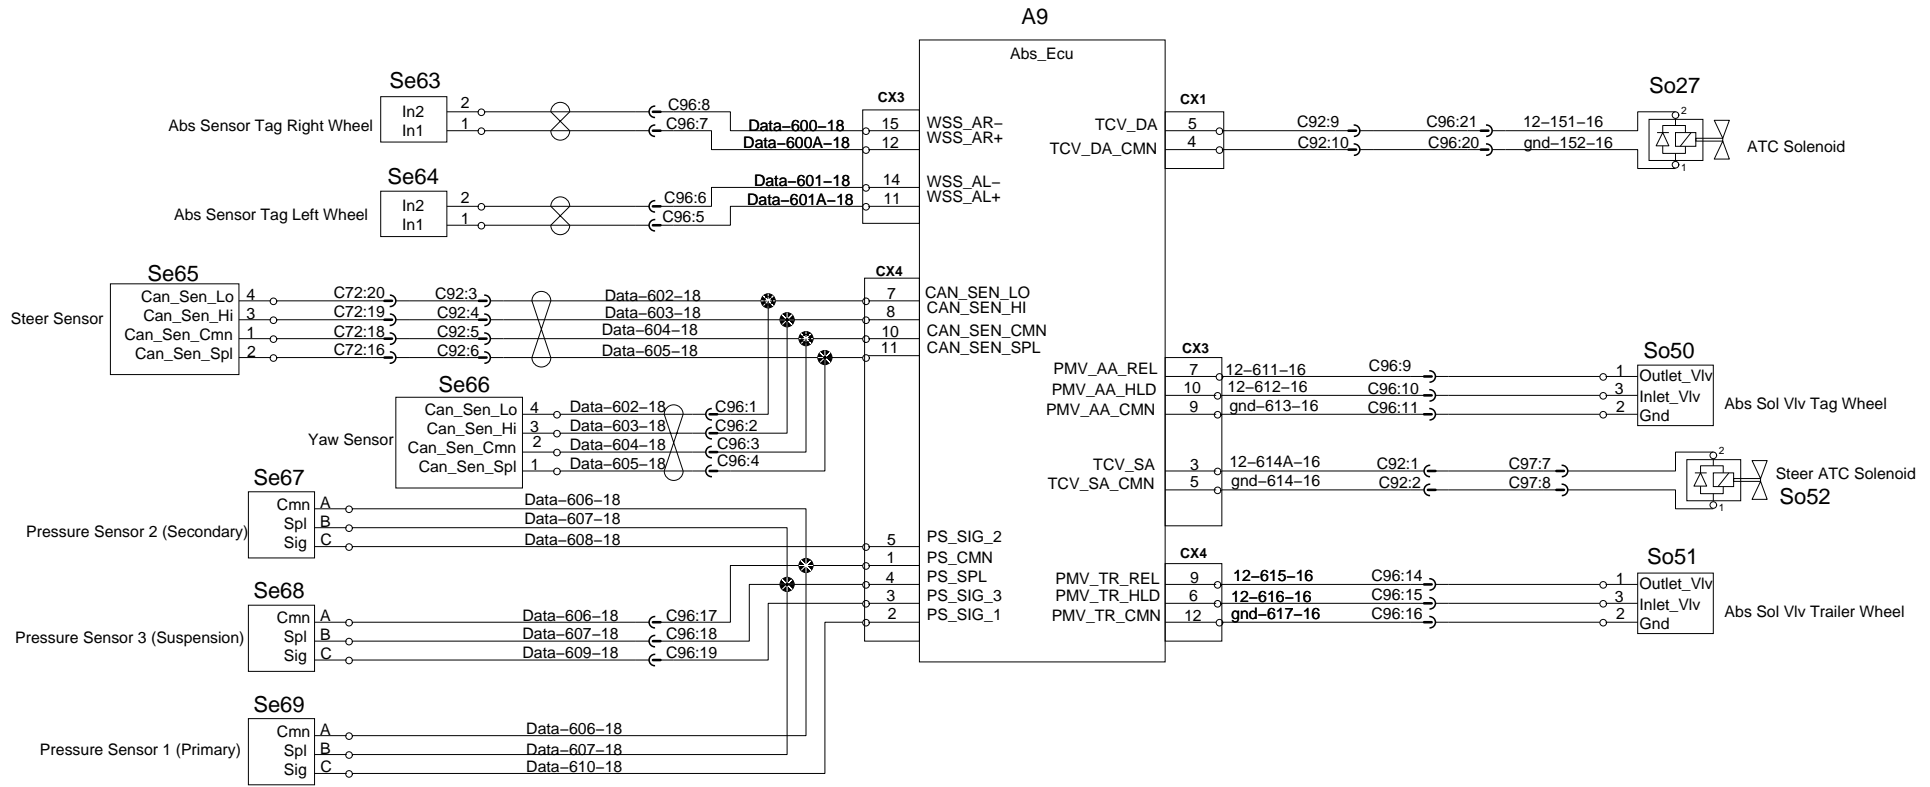 A9
Abs_Ecu
Se63
Abs Sensor Tag Right Wheel
In2
In1
2
1
C96:8
C96:7
Data-600-18
Data-600A-18
CX3
15
12
WSS_AR-
WSS_AR+
Se64
Abs Sensor Tag Left Wheel
In2
In1
2
1
C96:6
C96:5
Data-601-18
Data-601A-18
14
11
WSS_AL-
WSS_AL+
Se65
Steer Sensor
Can_Sen_Lo
Can_Sen_Hi
Can_Sen_Cmn
Can_Sen_Spl
4
3
1
2
C72:20
C72:19
C72:18
C72:16
C92:3
C92:4
C92:5
C92:6
Data-602-18
Data-603-18
Data-604-18
Data-605-18
CX4
7
8
10
11
CAN_SEN_LO
CAN_SEN_HI
CAN_SEN_CMN
CAN_SEN_SPL
Se66
Yaw Sensor
Can_Sen_Lo
Can_Sen_Hi
Can_Sen_Cmn
Can_Sen_Spl
4
3
2
1
Data-602-18
Data-603-18
Data-604-18
Data-605-18
C96:1
C96:2
C96:3
C96:4
Se67
Pressure Sensor 2 (Secondary)
Cmn
Spl
Sig
A
B
C
Data-606-18
Data-607-18
Data-608-18
5
1
4
3
2
PS_SIG_2
PS_CMN
PS_SPL
PS_SIG_3
PS_SIG_1
Se68
Pressure Sensor 3 (Suspension)
Cmn
Spl
Sig
A
B
C
Data-606-18
Data-607-18
Data-609-18
C96:17
C96:18
C96:19
Se69
Pressure Sensor 1 (Primary)
Cmn
Spl
Sig
A
B
C
Data-606-18
Data-607-18
Data-610-18
CX1
TCV_DA
TCV_DA_CMN
5
4
C92:9
C92:10
C96:21
C96:20
12-151-16
gnd-152-16
So27
2
1
ATC Solenoid
CX3
PMV_AA_REL
PMV_AA_HLD
PMV_AA_CMN
7
10
9
12-611-16
12-612-16
gnd-613-16
C96:9
C96:10
C96:11
So50
1
3
2
Outlet_Vlv
Inlet_Vlv
Gnd
Abs Sol Vlv Tag Wheel
TCV_SA
TCV_SA_CMN
3
5
12-614A-16
gnd-614-16
C92:1
C92:2
C97:7
C97:8
2
1
Steer ATC Solenoid
So52
CX4
PMV_TR_REL
PMV_TR_HLD
PMV_TR_CMN
9
6
12
12-615-16
12-616-16
gnd-617-16
C96:14
C96:15
C96:16
So51
1
3
2
Outlet_Vlv
Inlet_Vlv
Gnd
Abs Sol Vlv Trailer Wheel